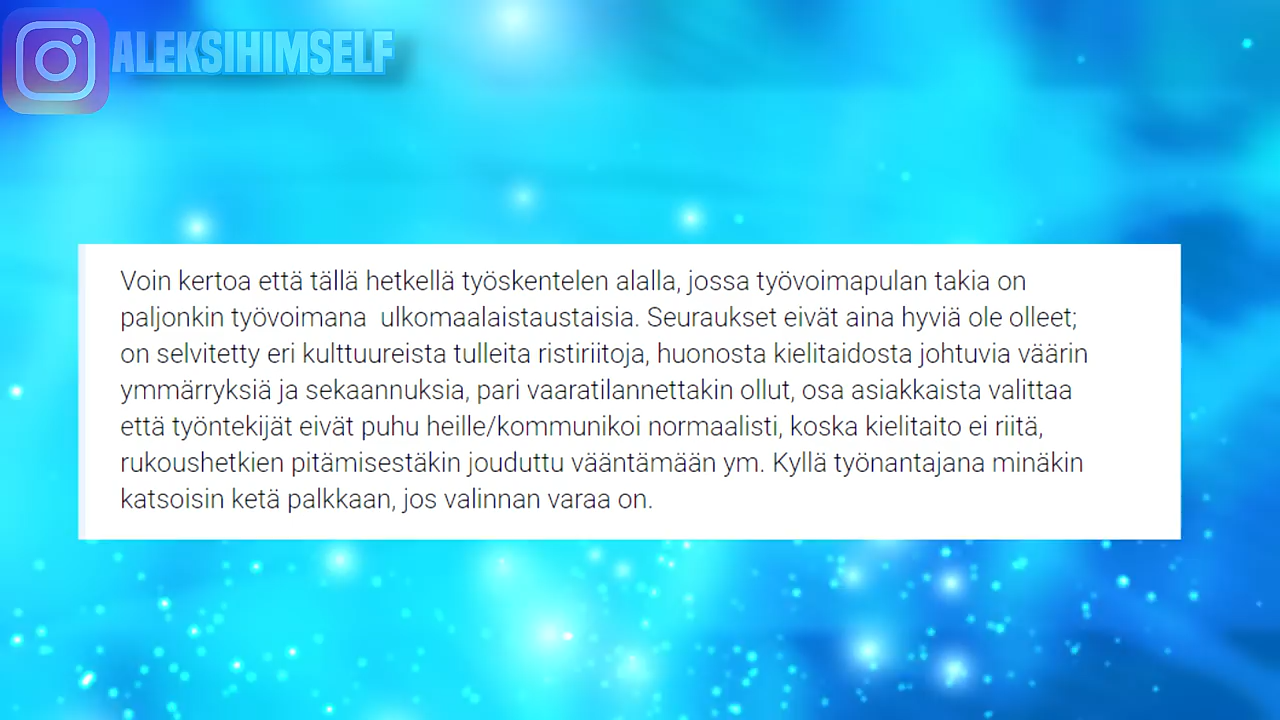 ALEKSIHIMSELF
Voin kertoa että tällä hetkellä työskentelen alalla, jossa työvoimapulan takia on
paljonkin työvoimana  ulkomaalaistaustaisia. Seuraukset eivät aina hyviä ole olleet;
on selvitetty eri kulttuureista tulleita ristiriitoja, huonosta kielitaidosta johtuvia väärin
ymmärryksiä ja sekaannuksia, pari vaaratilannettakin ollut, osa asiakkaista valittaa
että työntekijät eivät puhu heille/kommunikoi normaalisti, koska kielitaito ei riitä,
rukoushetkien pitämisestäkin jouduttu vääntämään ym. Kyllä työnantajana minäkin
katsoisin ketä palkkaan, jos valinnan varaa on.